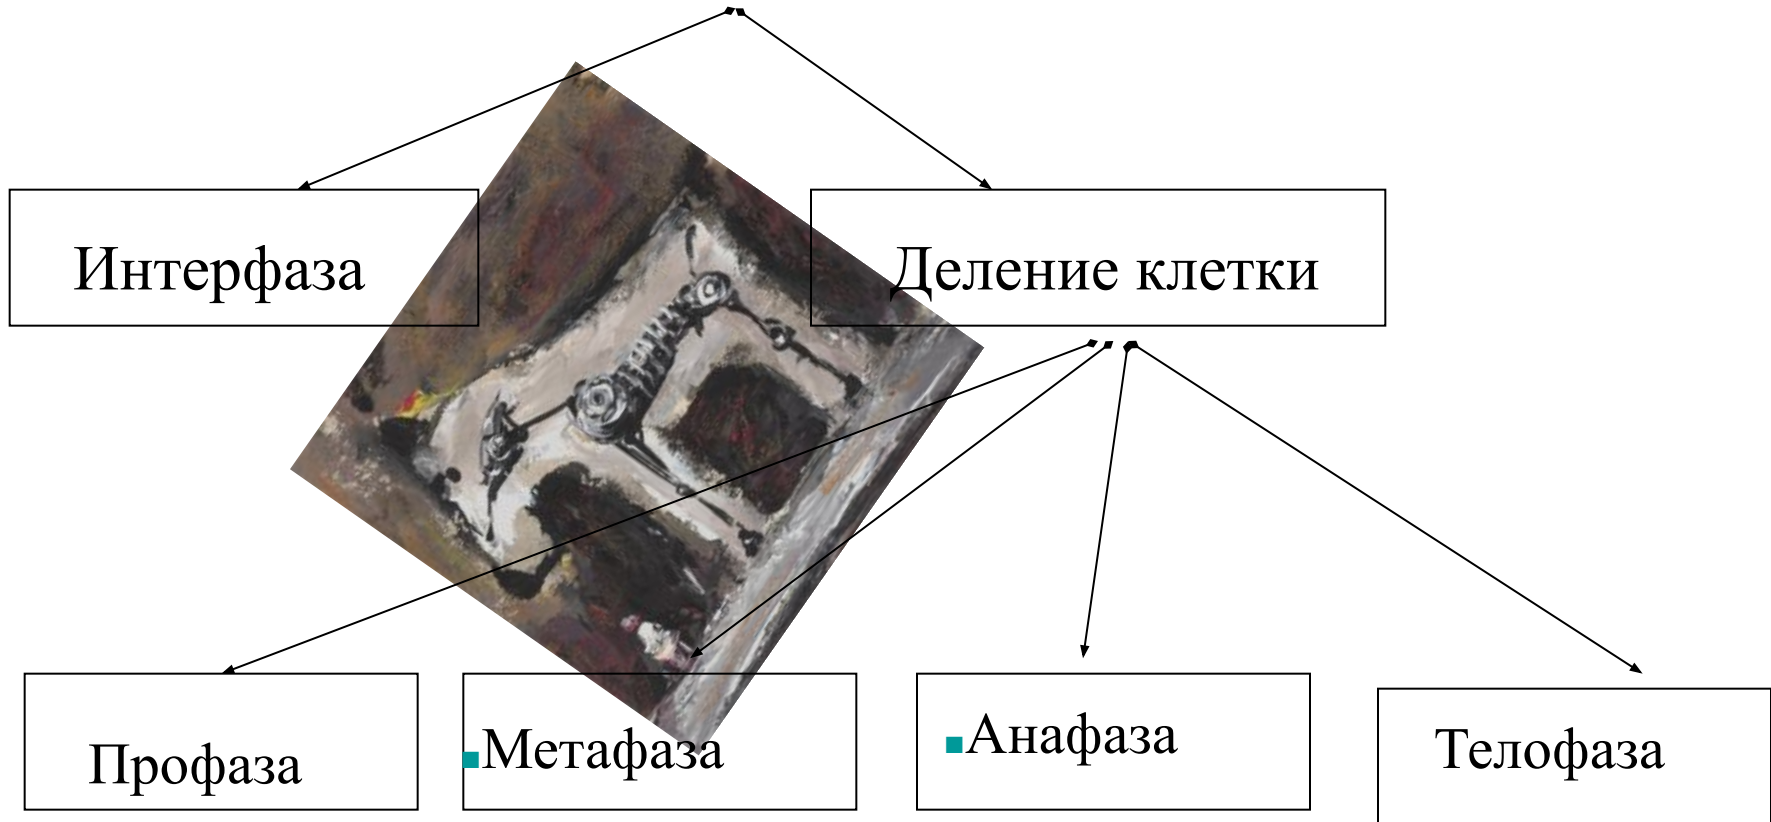 Интерфаза
Деление клетки
Профаза
Метафаза
Анафаза
Телофаза